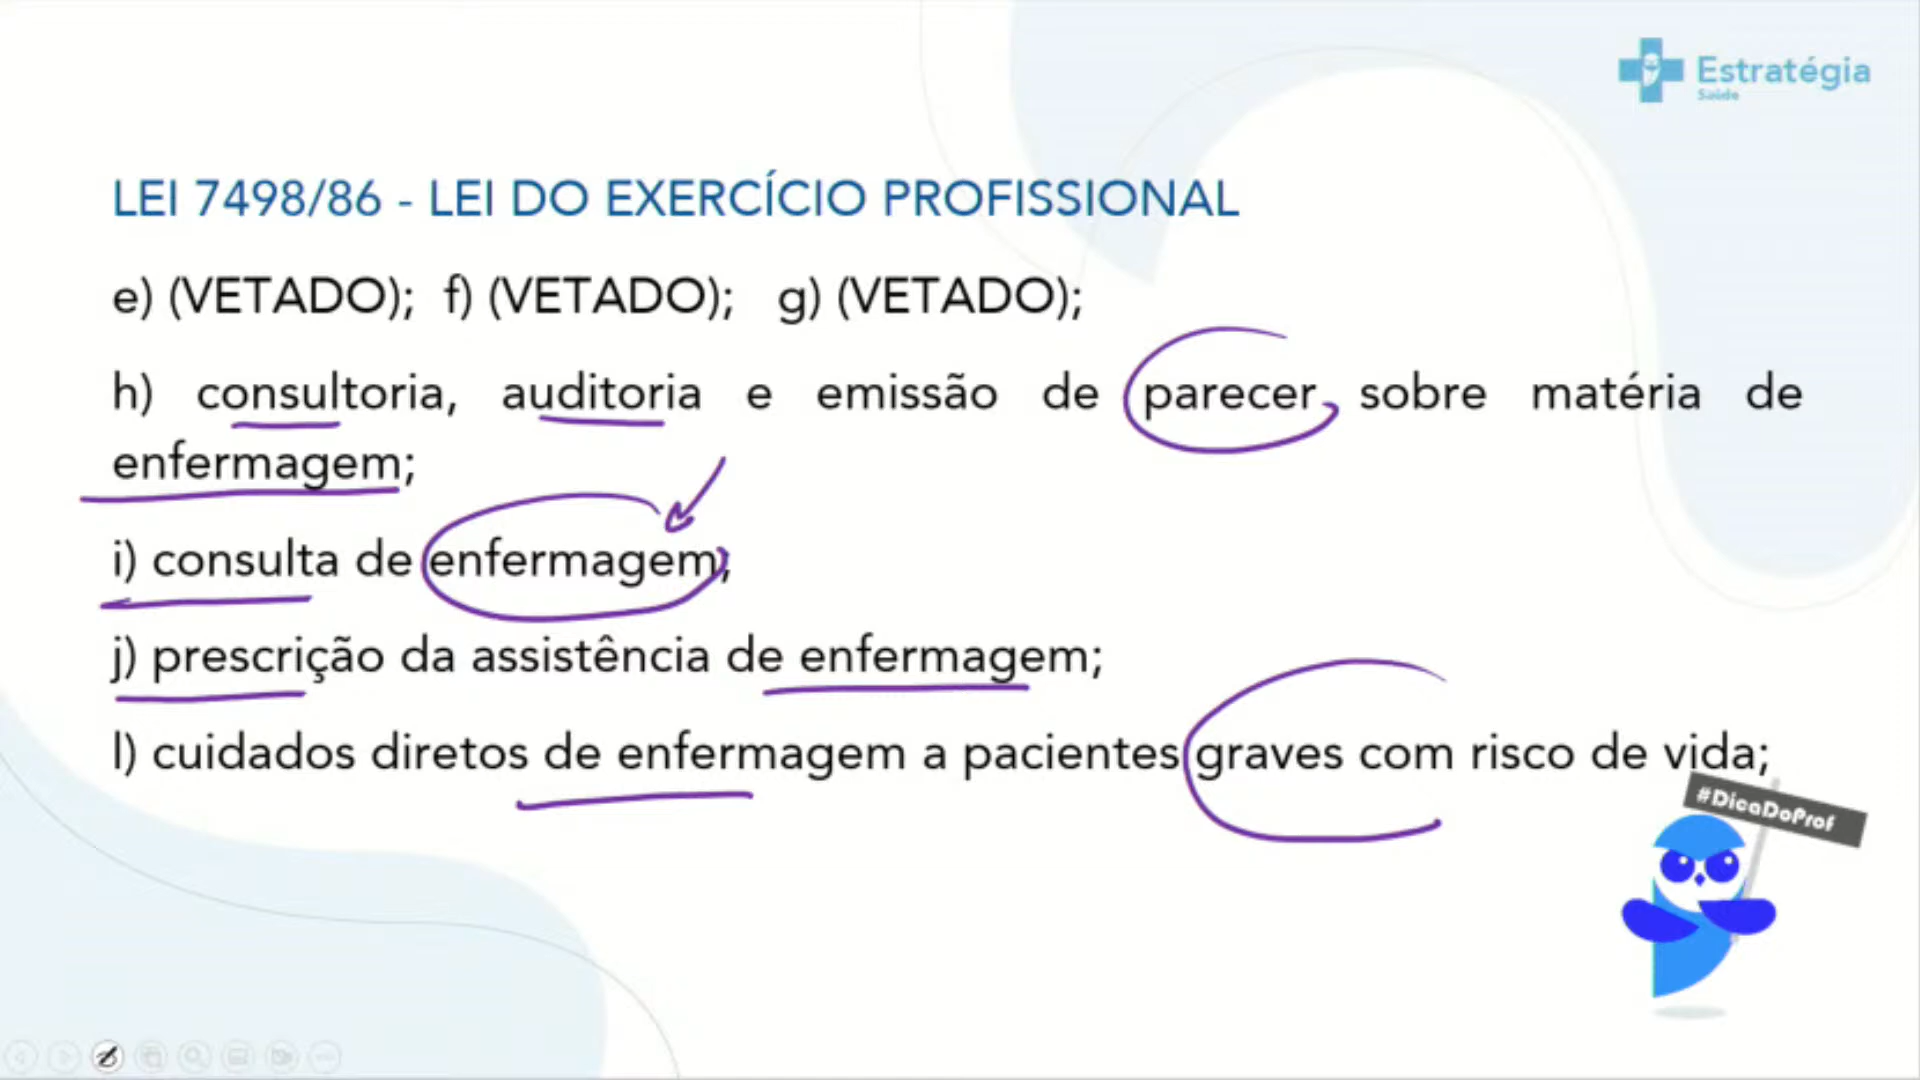 Estratégia
Saúde
LEI 7498/86 - LEI DO EXERCÍCIO PROFISSIONAL
e) (VETADO); f) (VETADO); g) (VETADO);
h) consultoria, auditoria e emissão de parecer sobre matéria de
enfermagem;
i) consulta de enfermagem;
j) prescrição da assistência de enfermagem;
l) cuidados diretos de enfermagem a pacientes graves com risco de vida;
#DicaDoProf